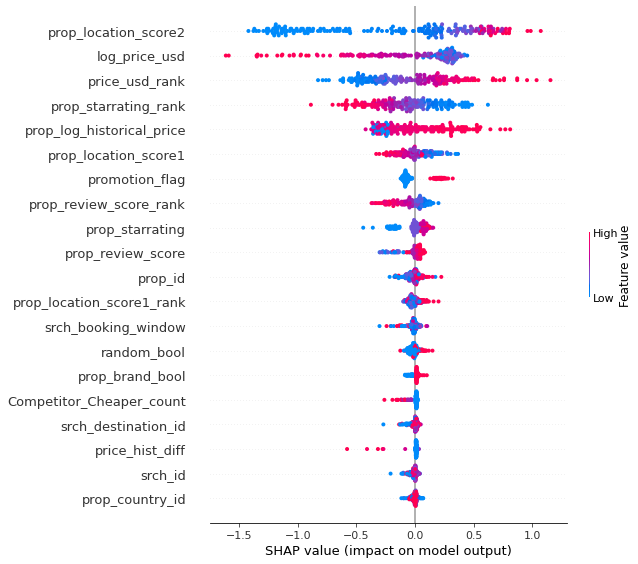 prop_location_score2
log_price_usd
price_usd_rank
prop_starrating_rank
prop_log_historical_price
prop_location_score1
promotion_flag
prop_review_score_rank
prop_starrating
prop_review_score
prop_id
prop_location_score1_rank
srch_booking_window
random_bool
prop_brand_bool
Competitor_Cheaper_count
srch_destination_id
price_hist_diff
srch_id
prop_country_id
High
Feature value
Low
−1.5 −1.0 −0.5 0.0 0.5 1.0
SHAP value (impact on model output)